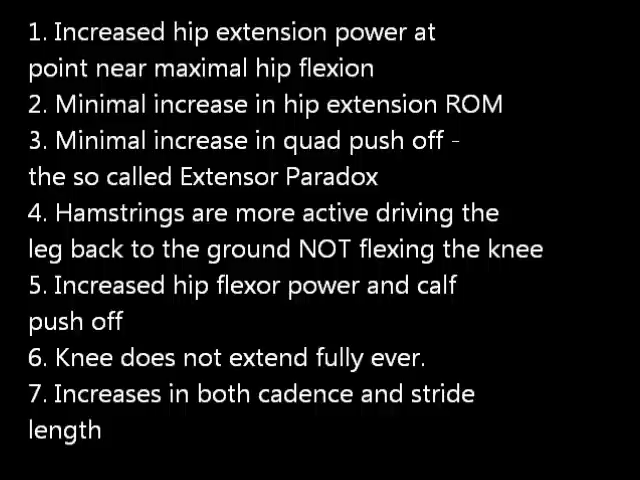 1. Increased hip extension power at
point near maximal hip flexion
2. Minimal increase in hip extension ROM
3. Minimal increase in quad push off -
the so called Extensor Paradox
4. Hamstrings are more active driving the
leg back to the ground NOT flexing the knee
5. Increased hip flexor power and calf
push off
6. Knee does not extend fully ever.
7. Increases in both cadence and stride
length